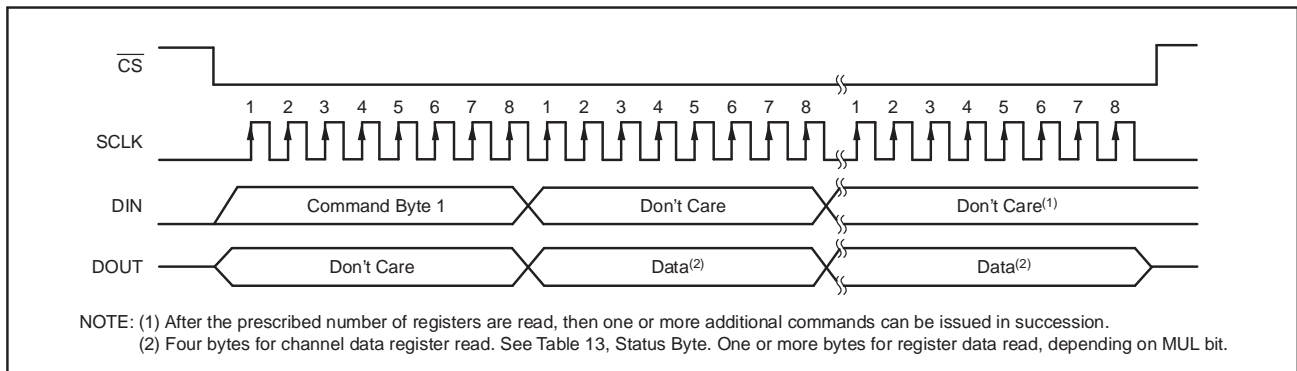 CS
1 2 3 4 5 6 7 8 1 2 3 4 5 6 7 8 1 2 3 4 5 6 7 8
SCLK
DIN Command Byte 1 Don't Care Don't Care(1)
DOUT Don't Care Data(2) Data(2)
NOTE: (1) After the prescribed number of registers are read, then one or more additional commands can be issued in succession.
(2) Four bytes for channel data register read. See Table 13, Status Byte. One or more bytes for register data read, depending on MUL bit.